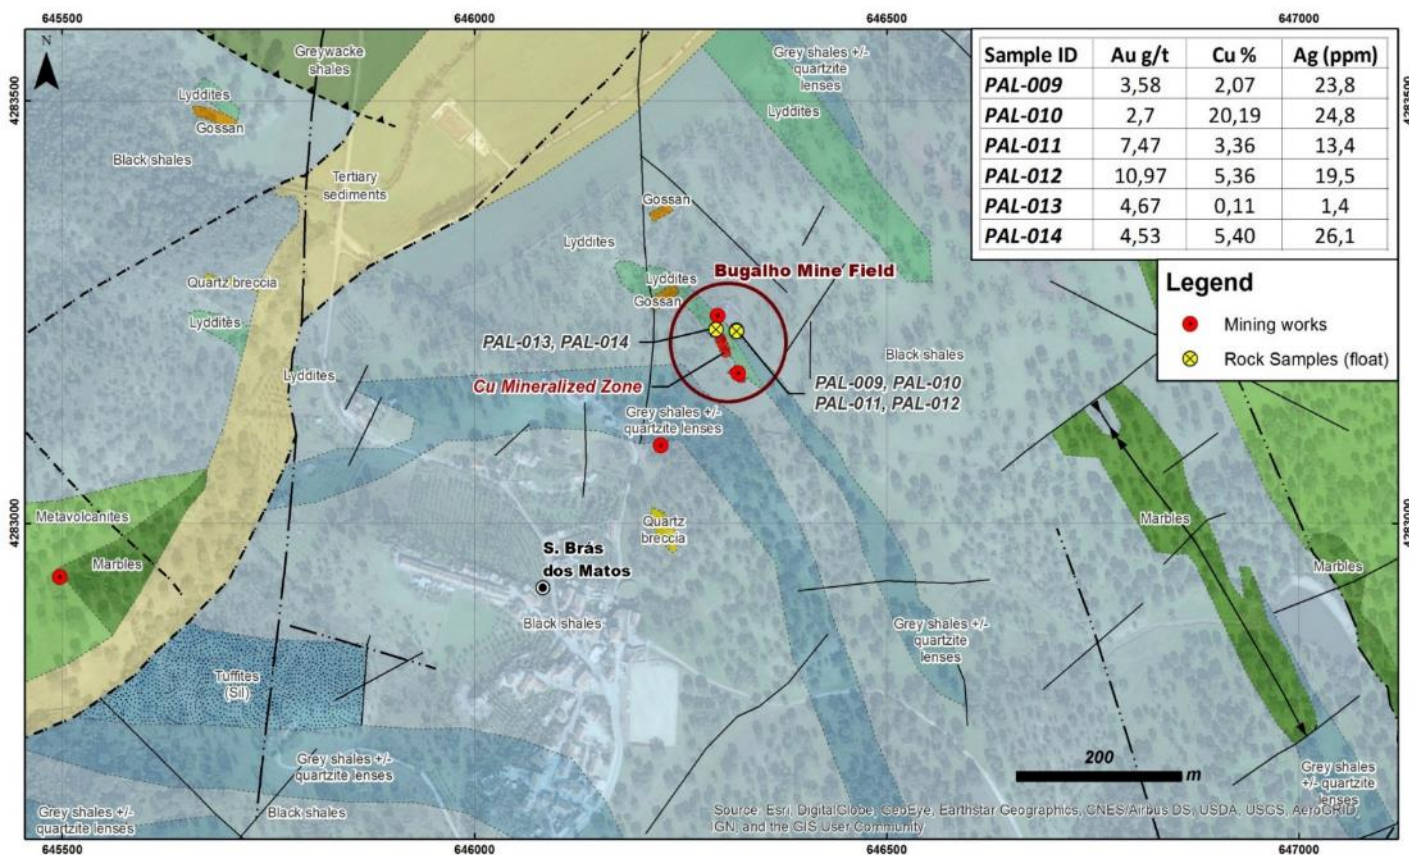 645500
646000
646500
647000
N
Greywacke
shales
Grey shales +/-
quartzite
lenses
Sample ID Au g/t Cu % Ag (ppm)
PAL-009 3,58 2,07 23,8
PAL-010 2,7 20,19 24,8
PAL-011 7,47 3,36 13,4
PAL-012 10,97 5,36 19,5
PAL-013 4,67 0,11 1,4
PAL-014 4,53 5,40 26,1
4283500
4283500
Lyddites
Gossan
Lyddites
Black shales
Tertiary
sediments
Gossan
Lyddites
Bugalho Mine Field
Legend
Mining works
Rock Samples (float)
Quartz breccia
Lyddites
Gossan
Lyddites
PAL-013, PAL-014
Black shales
Lyddites
Cu Mineralized Zone
PAL-009, PAL-010
PAL-011, PAL-012
Grey shales +/-
quartzite lenses
4283000
4283000
Metavolcanites
Marbles
Quartz
breccia
Marbles
S. Brás
dos Matos
Marbles
Black shales
Grey shales +/-
quartzite
lenses
Tuffites
(Sil)
Grey shales +/-
quartzite lenses
200
m
Grey shales
+/- quartzite
lenses
Grey shales +/-
quartzite lenses
Black shales
Source: Esri, DigitalGlobe, GeoEye, Earthstar Geographics, CNES/Airbus DS, USDA, USGS, AeroGRID,
IGN, and the GIS User Community
645500
646000
646500
647000